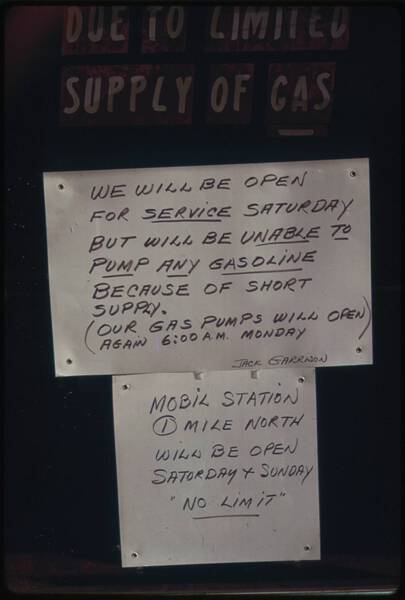 DUE TO LIMITED
SUPPLY OF GAS
WE WILL BE OPEN
FOR SERVICE SATURDAY
BUT WILL BE UNABLE TO
PUMP ANY GASOLINE
BECAUSE OF SHORT
SUPPLY.
(OUR GAS PUMPS WILL OPEN
AGAIN 6:00 A.M. MONDAY)
JACK GARRISON
MOBIL STATION
① MILE NORTH
WILL BE OPEN
SATURDAY & SUNDAY
"NO LIMIT"